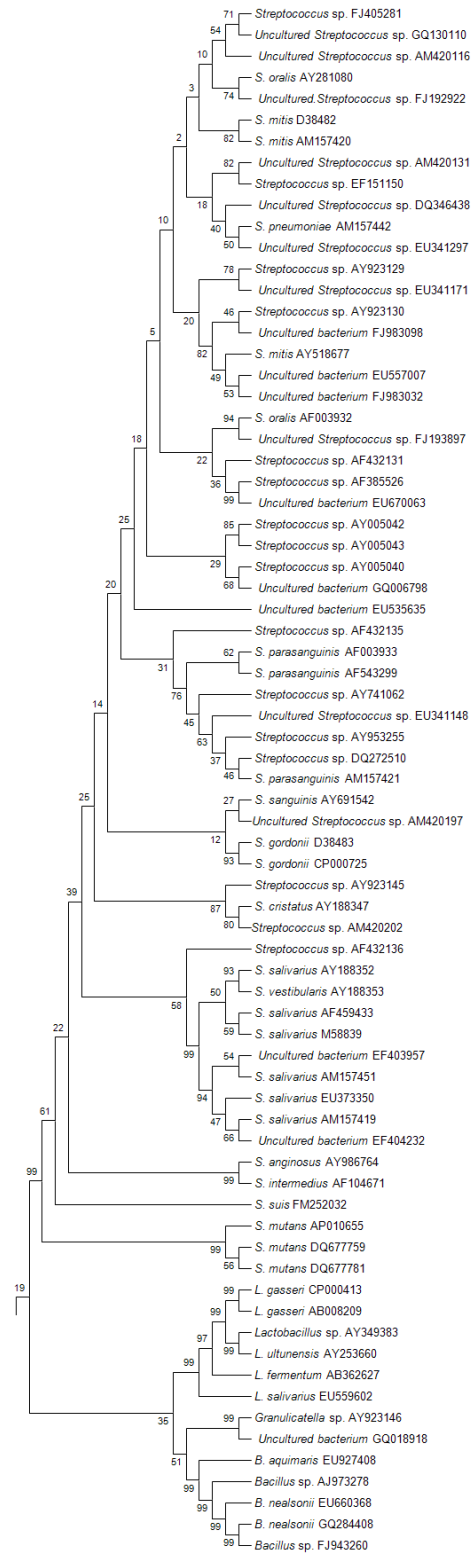 71 Streptococcus sp. FJ405281
54 Uncultured Streptococcus sp. GQ130110
10 Uncultured Streptococcus sp. AM420116
S. oralis AY281080
3 74 Uncultured.Streptococcus sp. FJ192922
S. mitis D38482
2 82 S. mitis AM157420
82 Uncultured Streptococcus sp. AM420131
Streptococcus sp. EF151150
18 Uncultured Streptococcus sp. DQ346438
10 40 S. pneumoniae AM157442
50 Uncultured Streptococcus sp. EU341297
78 Streptococcus sp. AY923129
Uncultured Streptococcus sp. EU341171
20 46 Streptococcus sp. AY923130
5 Uncultured bacterium FJ983098
82 S. mitis AY518677
49 Uncultured bacterium EU557007
53 Uncultured bacterium FJ983032
94 S. oralis AF003932
18 Uncultured Streptococcus sp. FJ193897
22 Streptococcus sp. AF432131
36 Streptococcus sp. AF385526
99 Uncultured bacterium EU670063
25 85 Streptococcus sp. AY005042
Streptococcus sp. AY005043
29 Streptococcus sp. AY005040
20 68 Uncultured bacterium GQ006798
Uncultured bacterium EU535635
Streptococcus sp. AF432135
31 62 S. parasanguinis AF003933
S. parasanguinis AF543299
76 Streptococcus sp. AY741062
14 45 Uncultured Streptococcus sp. EU341148
63 Streptococcus sp. AY953255
37 Streptococcus sp. DQ272510
46 S. parasanguinis AM157421
25 27 S. sanguinis AY691542
Uncultured Streptococcus sp. AM420197
12 S. gordonii D38483
93 S. gordonii CP000725
39 Streptococcus sp. AY923145
87 S. cristatus AY188347
80 Streptococcus sp. AM420202
Streptococcus sp. AF432136
93 S. salivarius AY188352
58 50 S. vestibularis AY188353
S. salivarius AF459433
22 59 S. salivarius M58839
99 54 Uncultured bacterium EF403957
S. salivarius AM157451
94 S. salivarius EU373350
61 47 S. salivarius AM157419
66 Uncultured bacterium EF404232
S. anginosus AY986764
99 99 S. intermedius AF104671
S. suis FM252032
S. mutans AP010655
99 S. mutans DQ677759
56 S. mutans DQ677781
19 99 L. gasseri CP000413
99 L. gasseri AB008209
97 Lactobacillus sp. AY349383
99 L. ultunensis AY253660
99 L. fermentum AB362627
L. salivarius EU559602
35 99 Granulicatella sp. AY923146
Uncultured bacterium GQ018918
51 B. aquimaris EU927408
99 Bacillus sp. AJ973278
99 B. nealsonii EU660368
99 B. nealsonii GQ284408
99 Bacillus sp. FJ943260